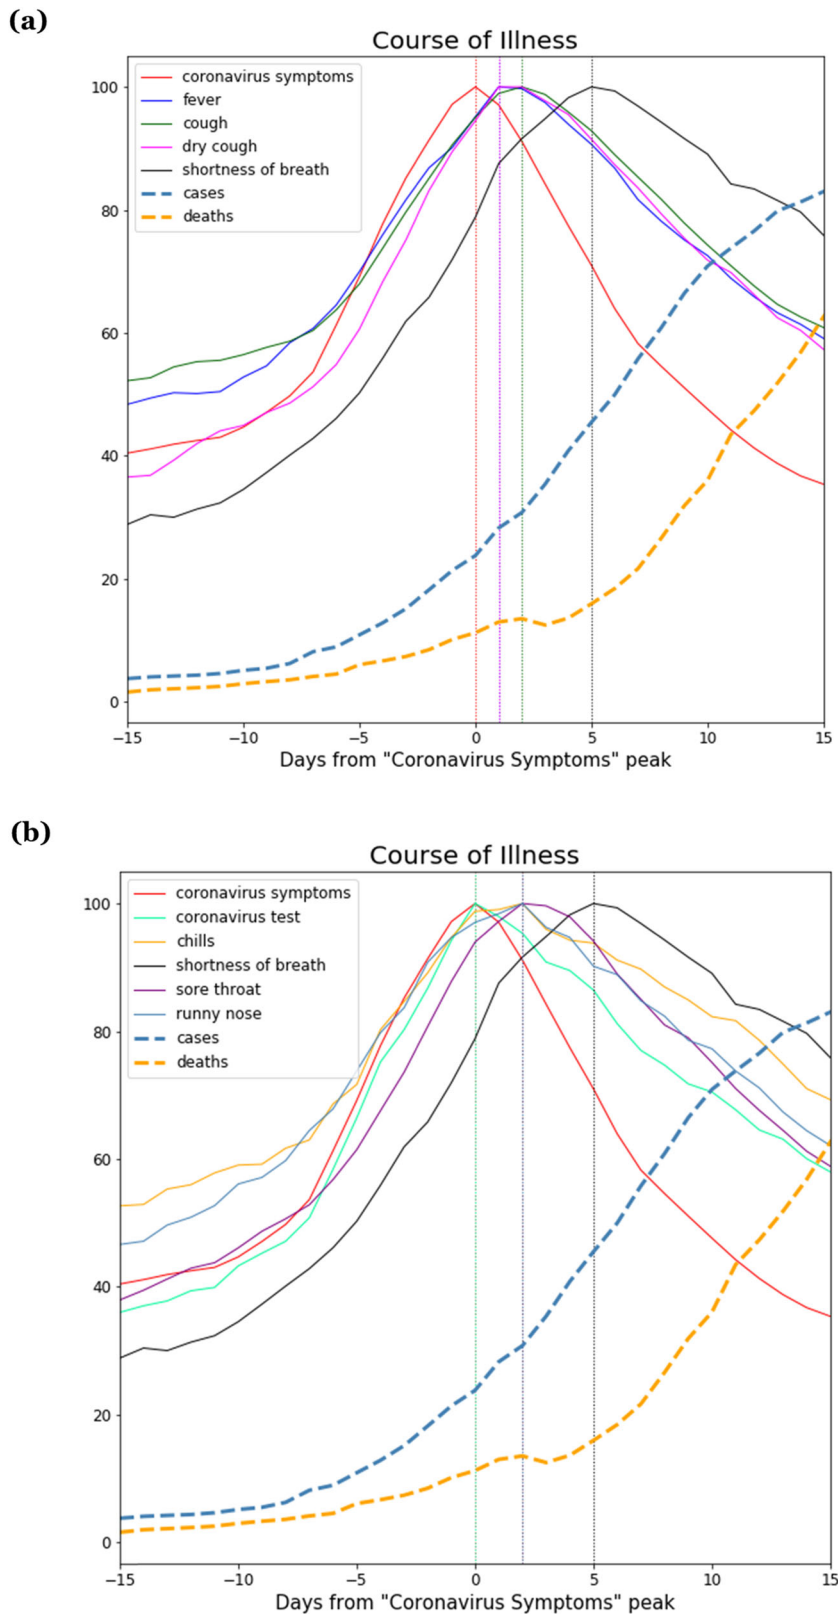 (a)
Course of Illness
coronavirus symptoms
fever
cough
dry cough
shortness of breath
cases
deaths
100
80
60
40
20
0
−15 −10 −5 0 5 10 15
Days from "Coronavirus Symptoms" peak
(b)
Course of Illness
coronavirus symptoms
coronavirus test
chills
shortness of breath
sore throat
runny nose
cases
deaths
100
80
60
40
20
0
−15 −10 −5 0 5 10 15
Days from "Coronavirus Symptoms" peak